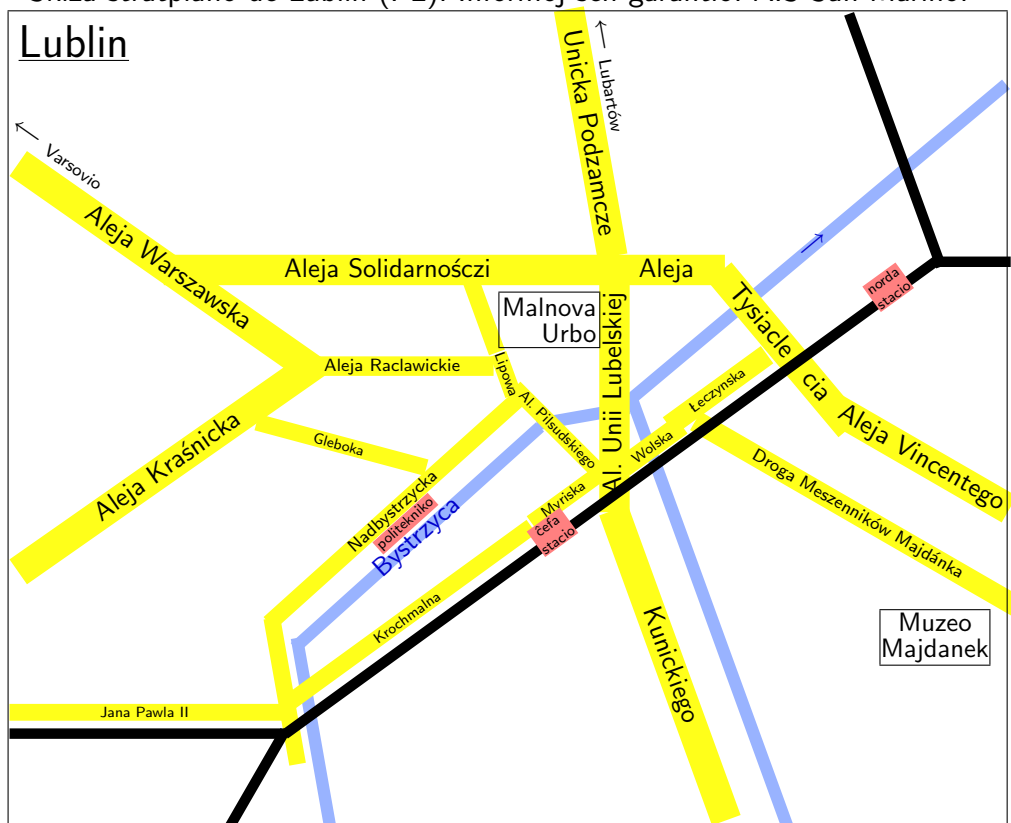 Lublin
Unicka Podzamcze
← Lubartów
← Varsovio
Aleja Warszawska
Aleja Solidarnośczi
Aleja
Tysiacle
cia
→
norda
stacio
Malnova
Urbo
Al. Unii Lubelskiej
Aleja Raclawickie
Lipowa
Al. Pilsudskiego
Łeczynska
Wolska
Aleja Vincentego
Aleja Kraśnicka
Gleboka
Nadbystrzycka
politekniko
Bystrzyca
Myriska
ĉefa
stacio
Droga Meszenników Majdánka
Krochmalna
Kunickiego
Muzeo
Majdanek
Jana Pawla II